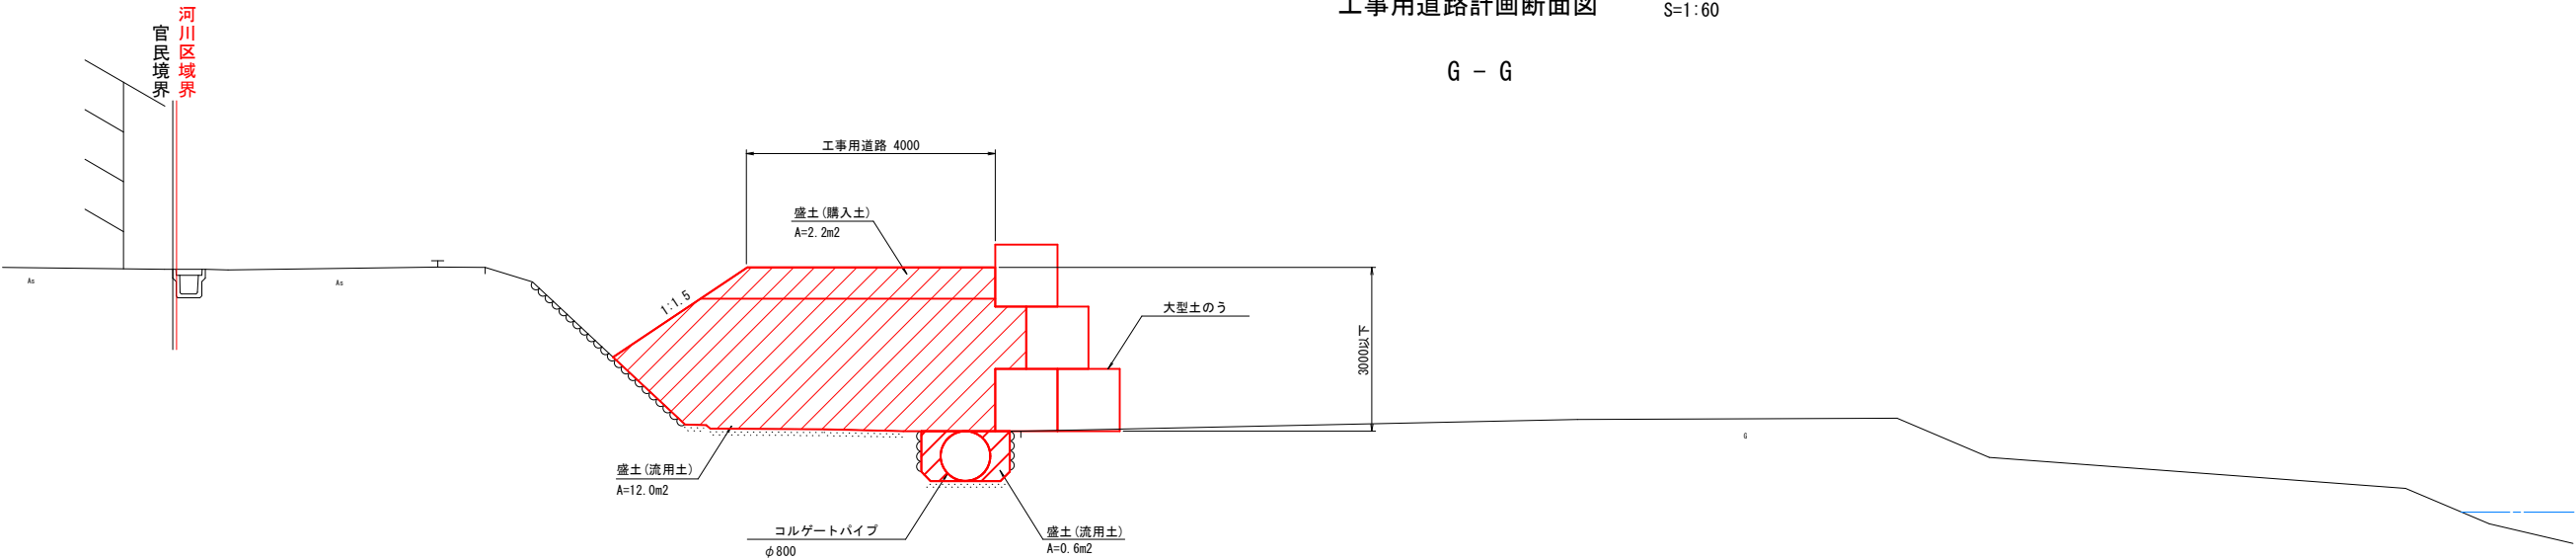 工事用道路計画断面図 S=1:60
G - G
官民境界
河川区域界
工事用道路 4000
盛土(購入土)
A=2.2m2
1:1.5
大型土のう
3000以下
As
As
G
盛土(流用土)
A=12.0m2
コルゲートパイプ
φ800
盛土(流用土)
A=0.6m2